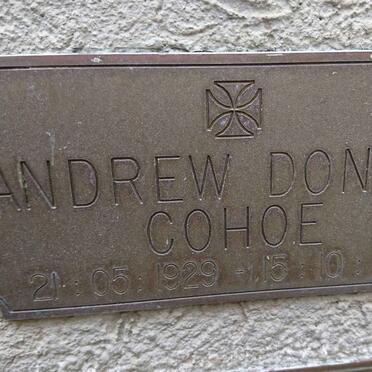 ANDREW DON
COHOE
21 : 05 : 1929 - 15 : 10 :